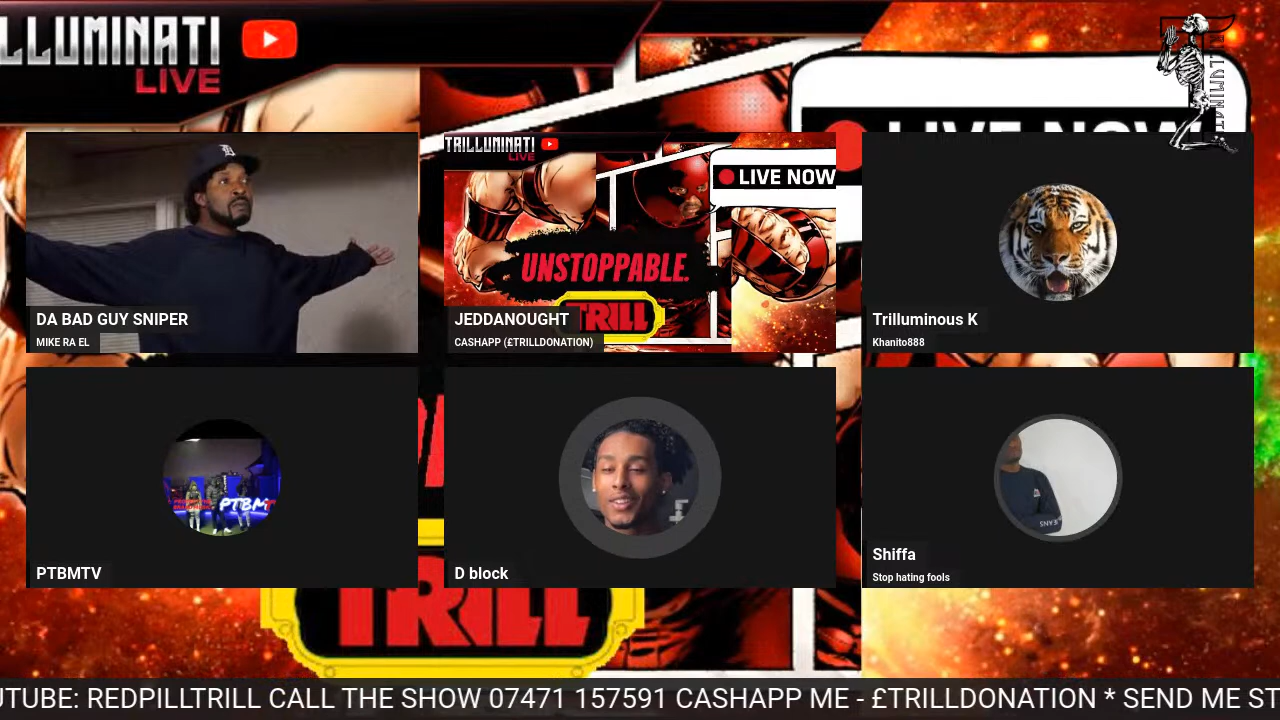 LLUMINATI
LIVE
LIVE NOW
TRILLUMINATI
LIVE
LIVE NOW
UNSTOPPABLE.
TRILL
DA BAD GUY SNIPER
MIKE RA EL
JEDDANOUGHT
CASHAPP (£TRILLDONATION)
Trilluminous K
Khanito888
PTBM
PTBMTV
D block
Shiffa
Stop hating fools
TRILL
UTUBE: REDPILLTRILL CALL THE SHOW 07471 157591 CASHAPP ME - £TRILLDONATION * SEND ME ST